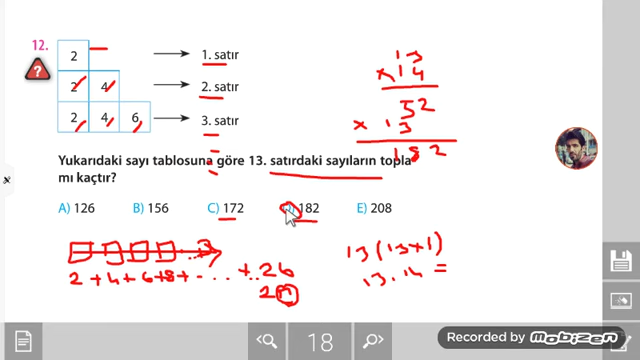 12.
2
1. satır
2 4
2. satır
2 4 6
3. satır
Yukarıdaki sayı tablosuna göre 13. satırdaki sayıların topla
mı kaçtır?
A) 126 B) 156 C) 172 D) 182 E) 208
13
x 14
52
x 13
182
13
2 + 4 + 6 + 8 + . . . . + 26
2n
13(13+1)
13.14 =
18
Recorded by mobizen